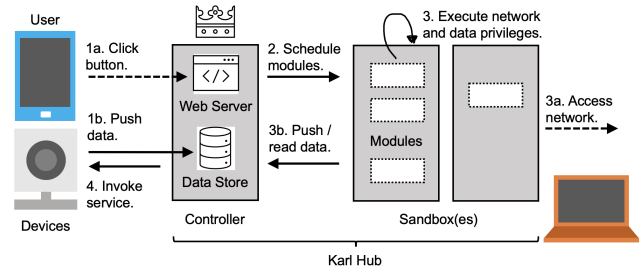 User
1a. Click
button.
1b. Push
data.
4. Invoke
service.
Devices
</>
Web Server
Data Store
Controller
2. Schedule
modules.
3b. Push /
read data.
3. Execute network
and data privileges.
Modules
Sandbox(es)
3a. Access
network.
Karl Hub